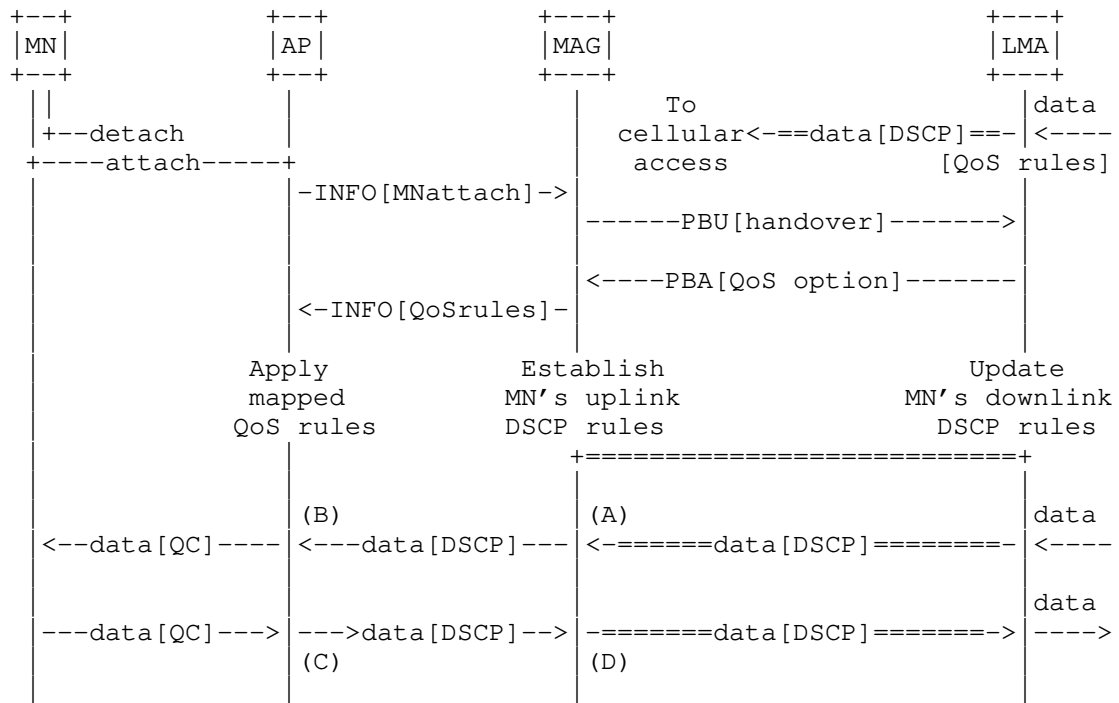 +--+                +--+                +---+                          +---+
|MN|                |AP|                |MAG|                          |LMA|
+--+                +--+                +---+                          +---+
 ||                   |                   |      To                      |data
 |+--detach           |                   |  cellular<-==data[DSCP]==-|<----
 +----attach-----+                        |   access             [QoS rules]
 |                   |-INFO[MNattach]->|                                |
 |                    |                   |------PBU[handover]------->|
 |                    |                   |                              |
 |                    |                   |<----PBA[QoS option]-------|
 |                   |<-INFO[QoSrules]-|                                |
 |                    |                   |                              |
 |                  Apply            Establish                        Update
 |                  mapped          MN's uplink                  MN's downlink
 |                 QoS rules        DSCP rules                     DSCP rules
 |                    |                   +===========================+
 |                    |                   |                              |
 |                    |(B)                |(A)                           |data
 |<--data[QC]---|<---data[DSCP]---|<-======data[DSCP]========-|<----
 |                    |                   |                              |
 |                    |                   |                              |data
 |---data[QC]--->|--->data[DSCP]-->|-=======data[DSCP]=======->|---->
 |                    |(C)                |(D)                           |
 |                    |                   |                              |